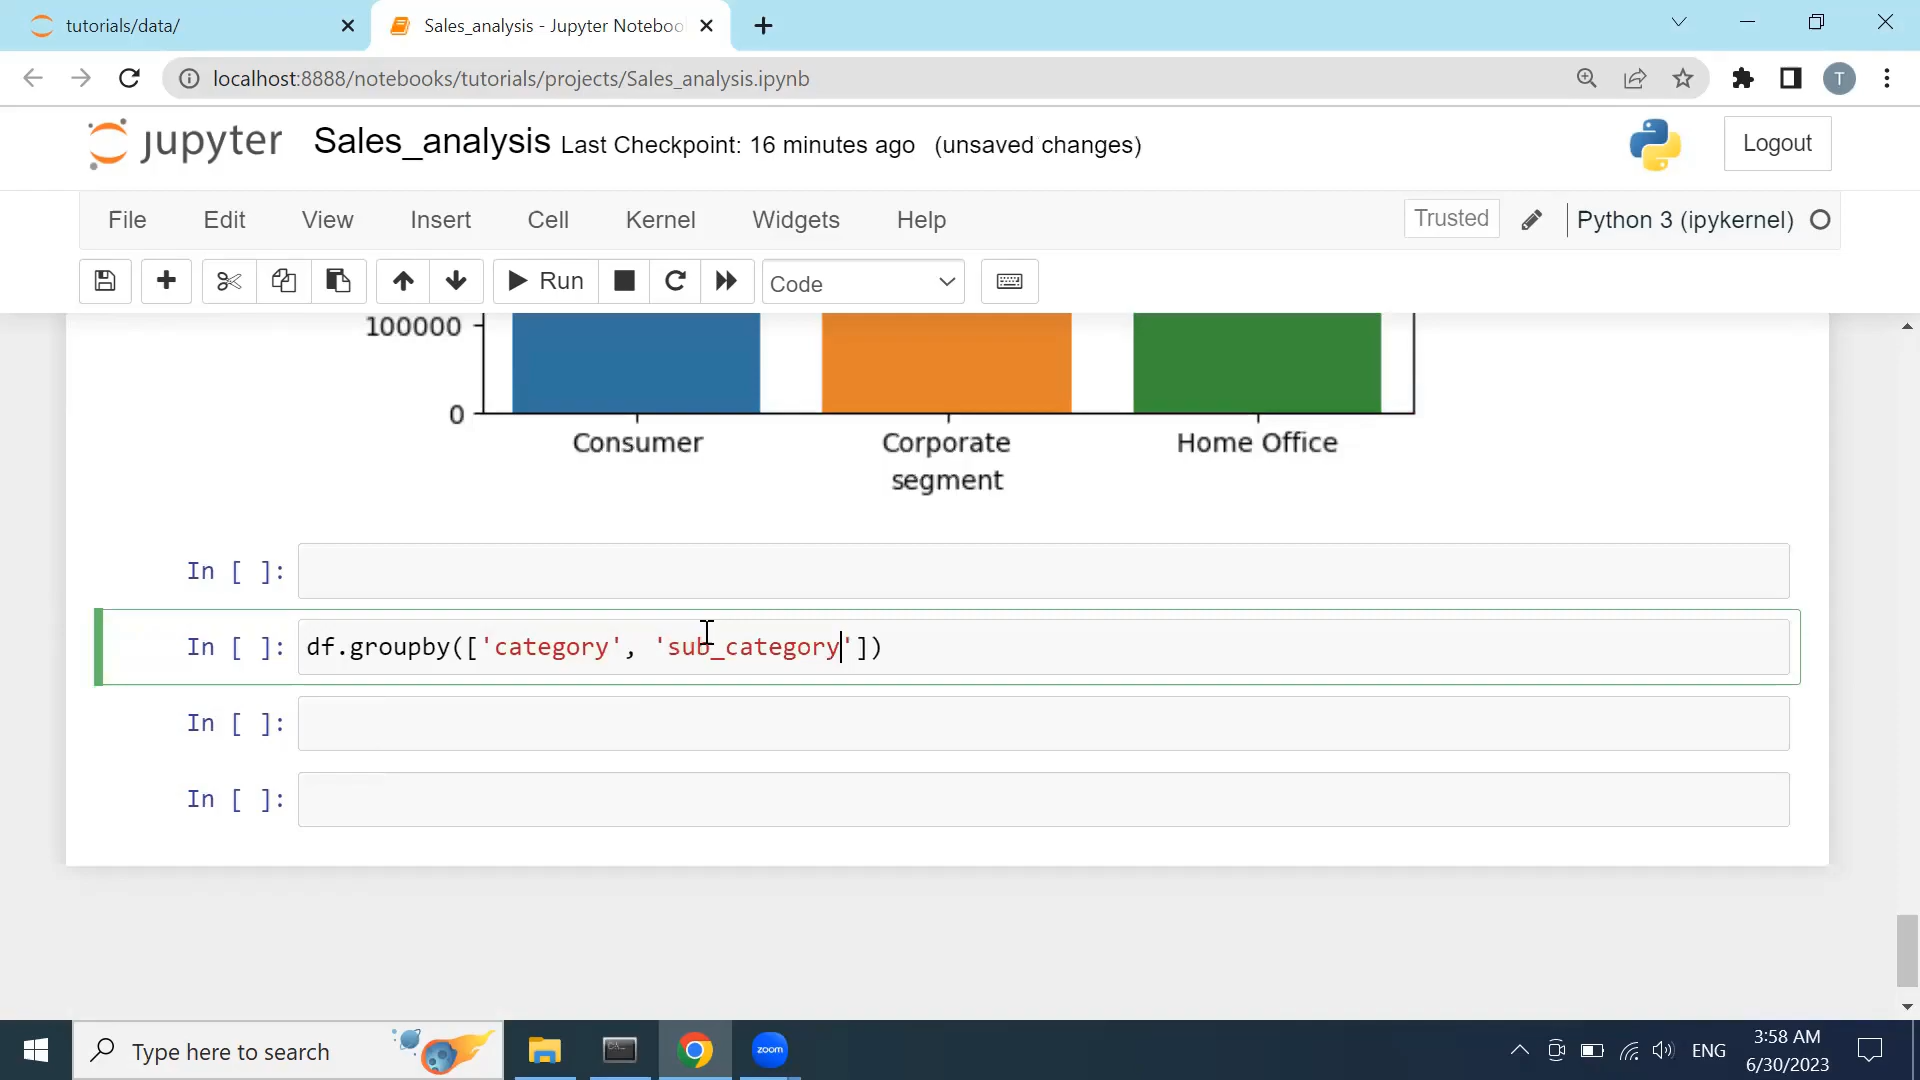 tutorials/data/
Sales_analysis - Jupyter Noteboo
localhost:8888/notebooks/tutorials/projects/Sales_analysis.ipynb
T
jupyter Sales_analysis Last Checkpoint: 16 minutes ago (unsaved changes)
Logout
File Edit View Insert Cell Kernel Widgets Help
Trusted
Python 3 (ipykernel)
Run
Code
100000
0
Consumer Corporate Home Office
segment
In [ ]:
In [ ]: df.groupby(['category', 'sub_category'])
In [ ]:
In [ ]:
Type here to search
zoom
ENG
3:58 AM
6/30/2023